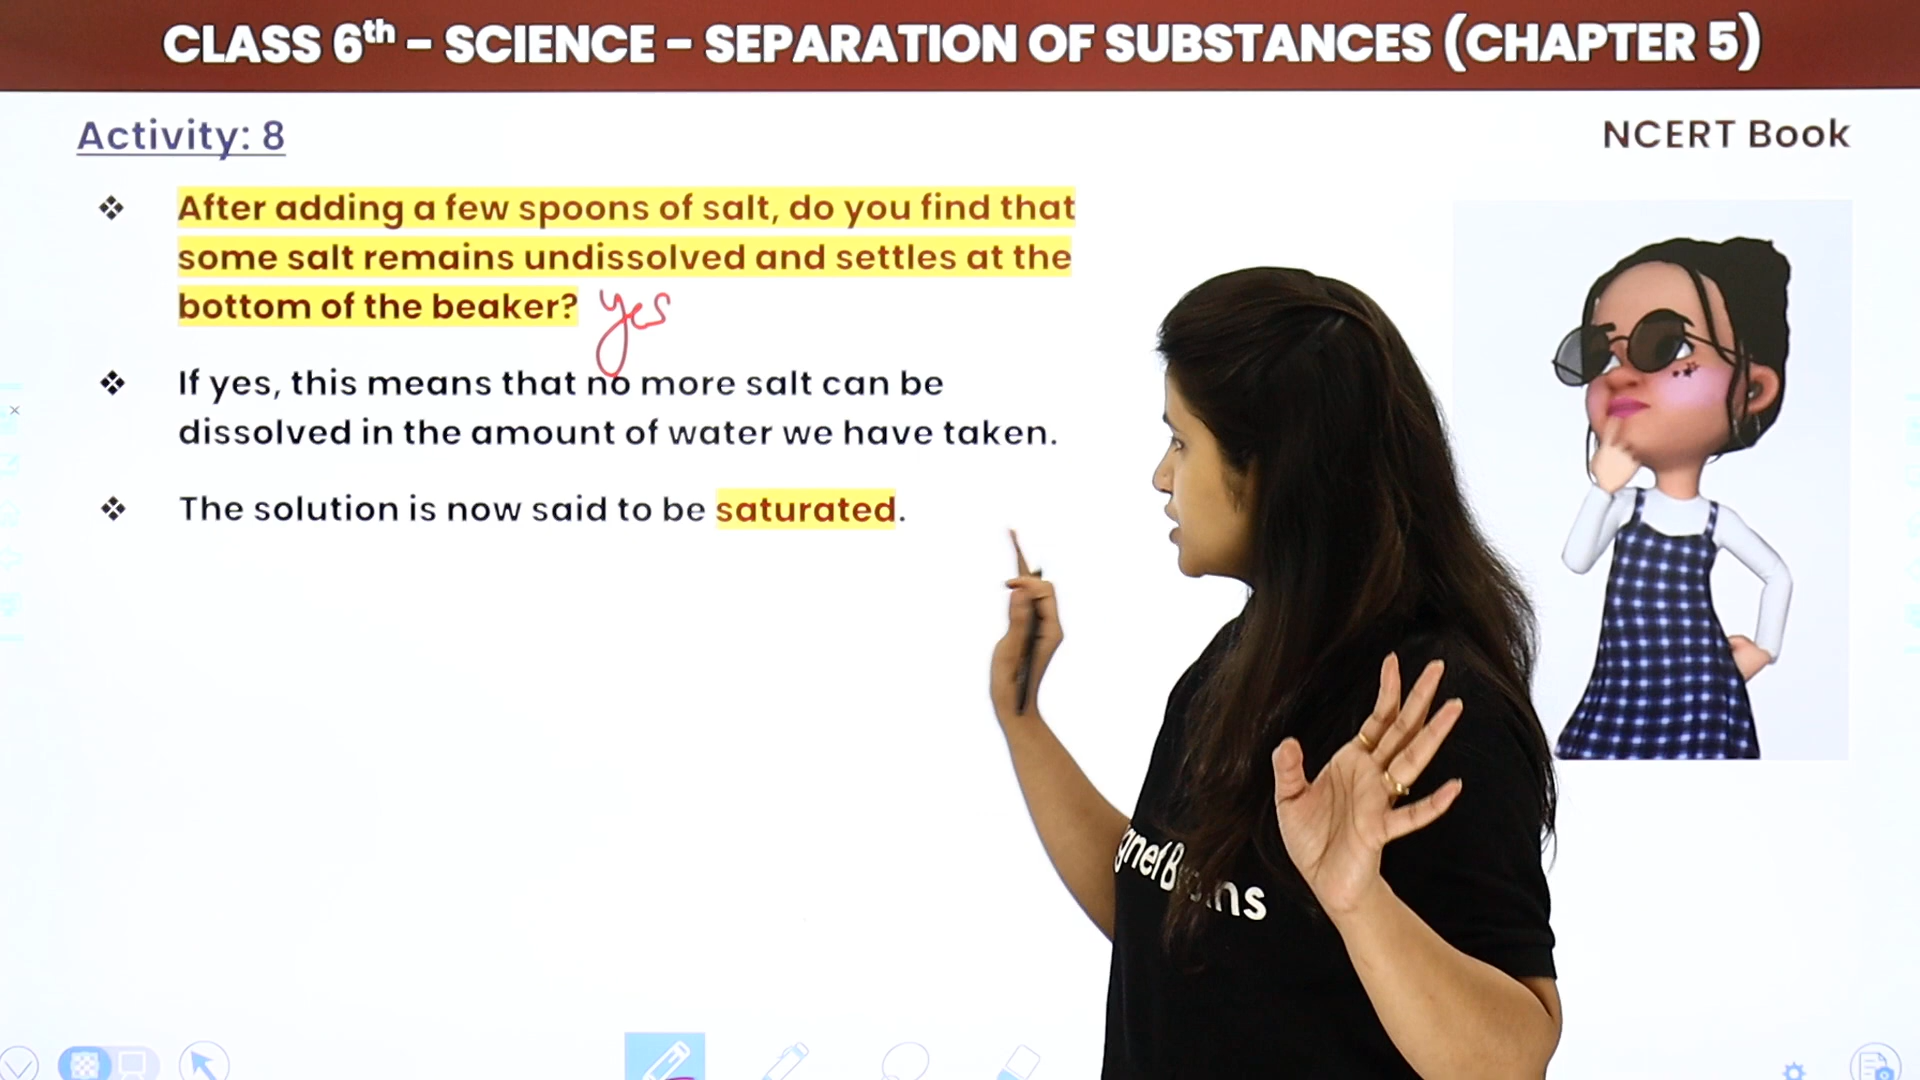 CLASS 6th – SCIENCE – SEPARATION OF SUBSTANCES (CHAPTER 5)
Activity: 8
NCERT Book
❖ After adding a few spoons of salt, do you find that
some salt remains undissolved and settles at the
bottom of the beaker? yes
❖ If yes, this means that no more salt can be
dissolved in the amount of water we have taken.
❖ The solution is now said to be saturated.